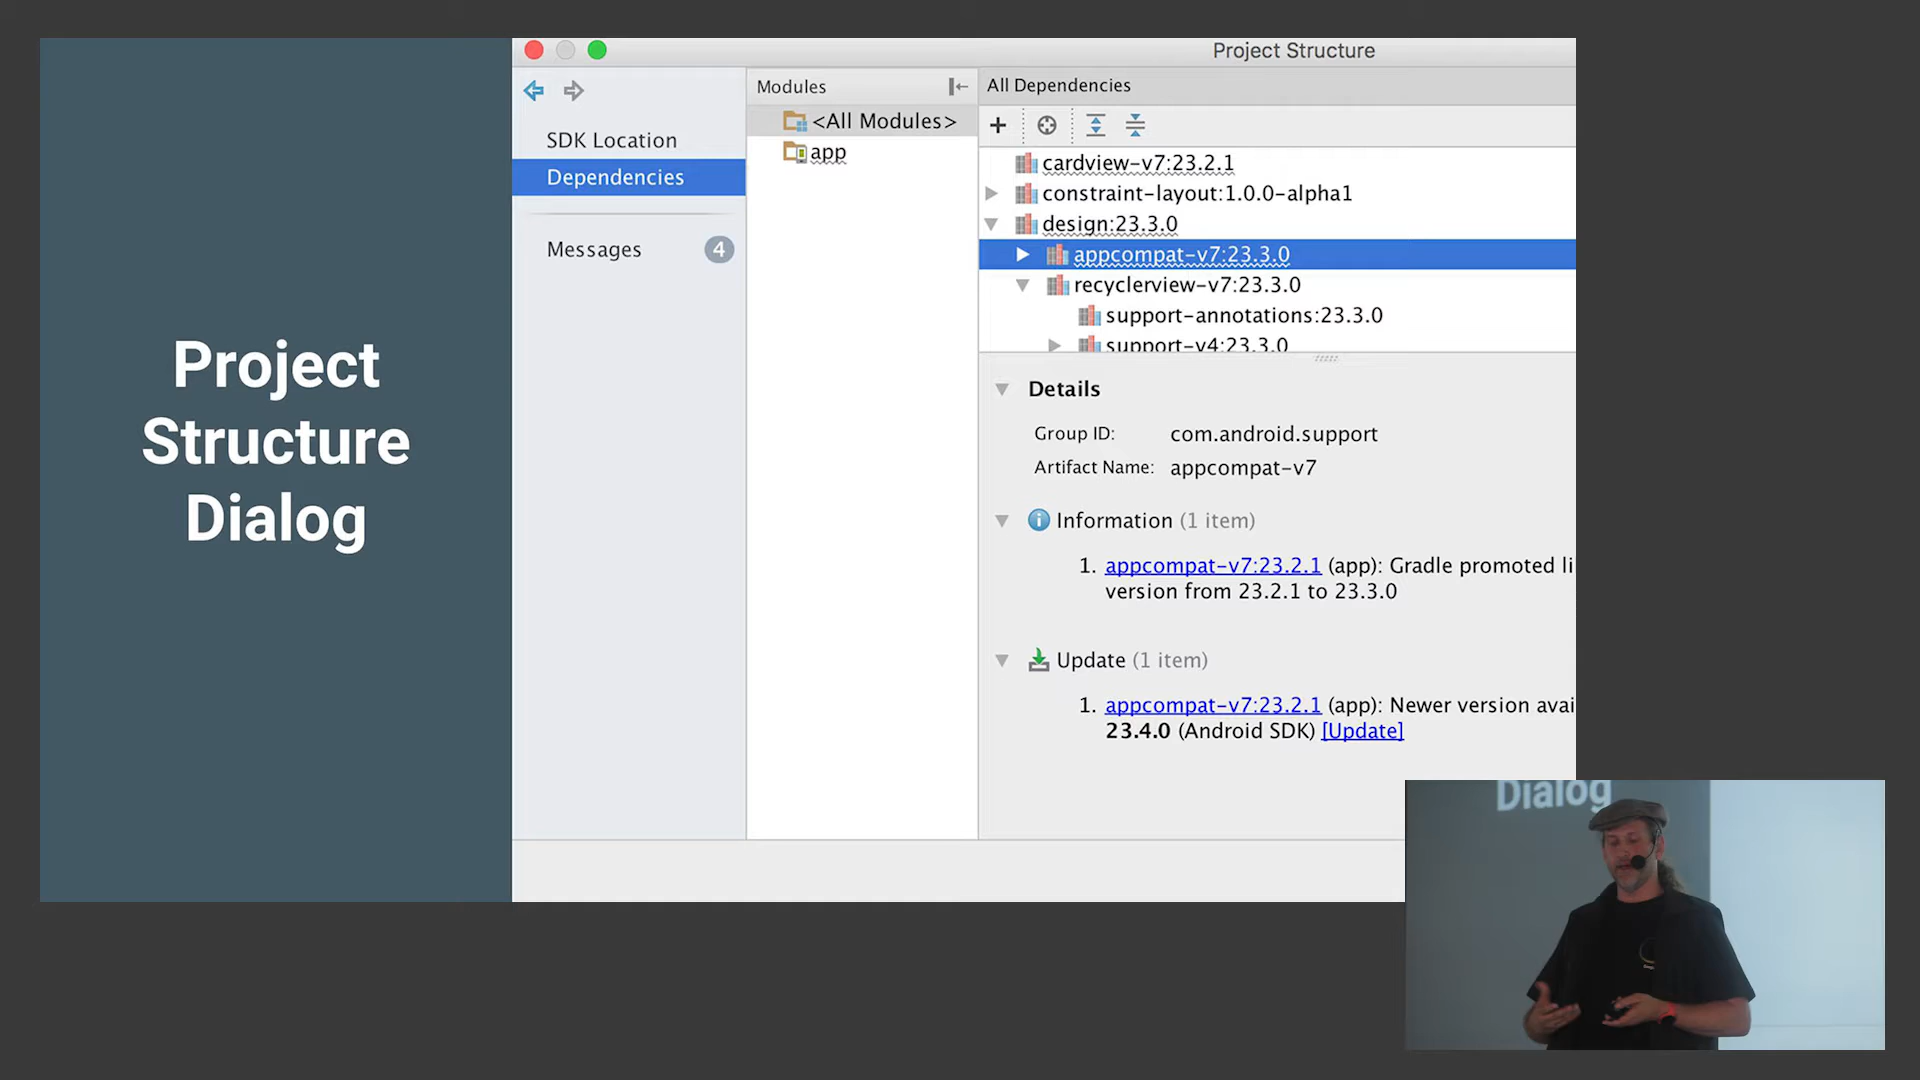 Project
Structure
Dialog
Project Structure
SDK Location
Dependencies
Messages 4
Modules
<All Modules>
app
All Dependencies
cardview-v7:23.2.1
constraint-layout:1.0.0-alpha1
design:23.3.0
appcompat-v7:23.3.0
recyclerview-v7:23.3.0
support-annotations:23.3.0
support-v4:23.3.0
Details
Group ID: com.android.support
Artifact Name: appcompat-v7
Information (1 item)
1. appcompat-v7:23.2.1 (app): Gradle promoted li
version from 23.2.1 to 23.3.0
Update (1 item)
1. appcompat-v7:23.2.1 (app): Newer version avai
23.4.0 (Android SDK) [Update]
Dialog